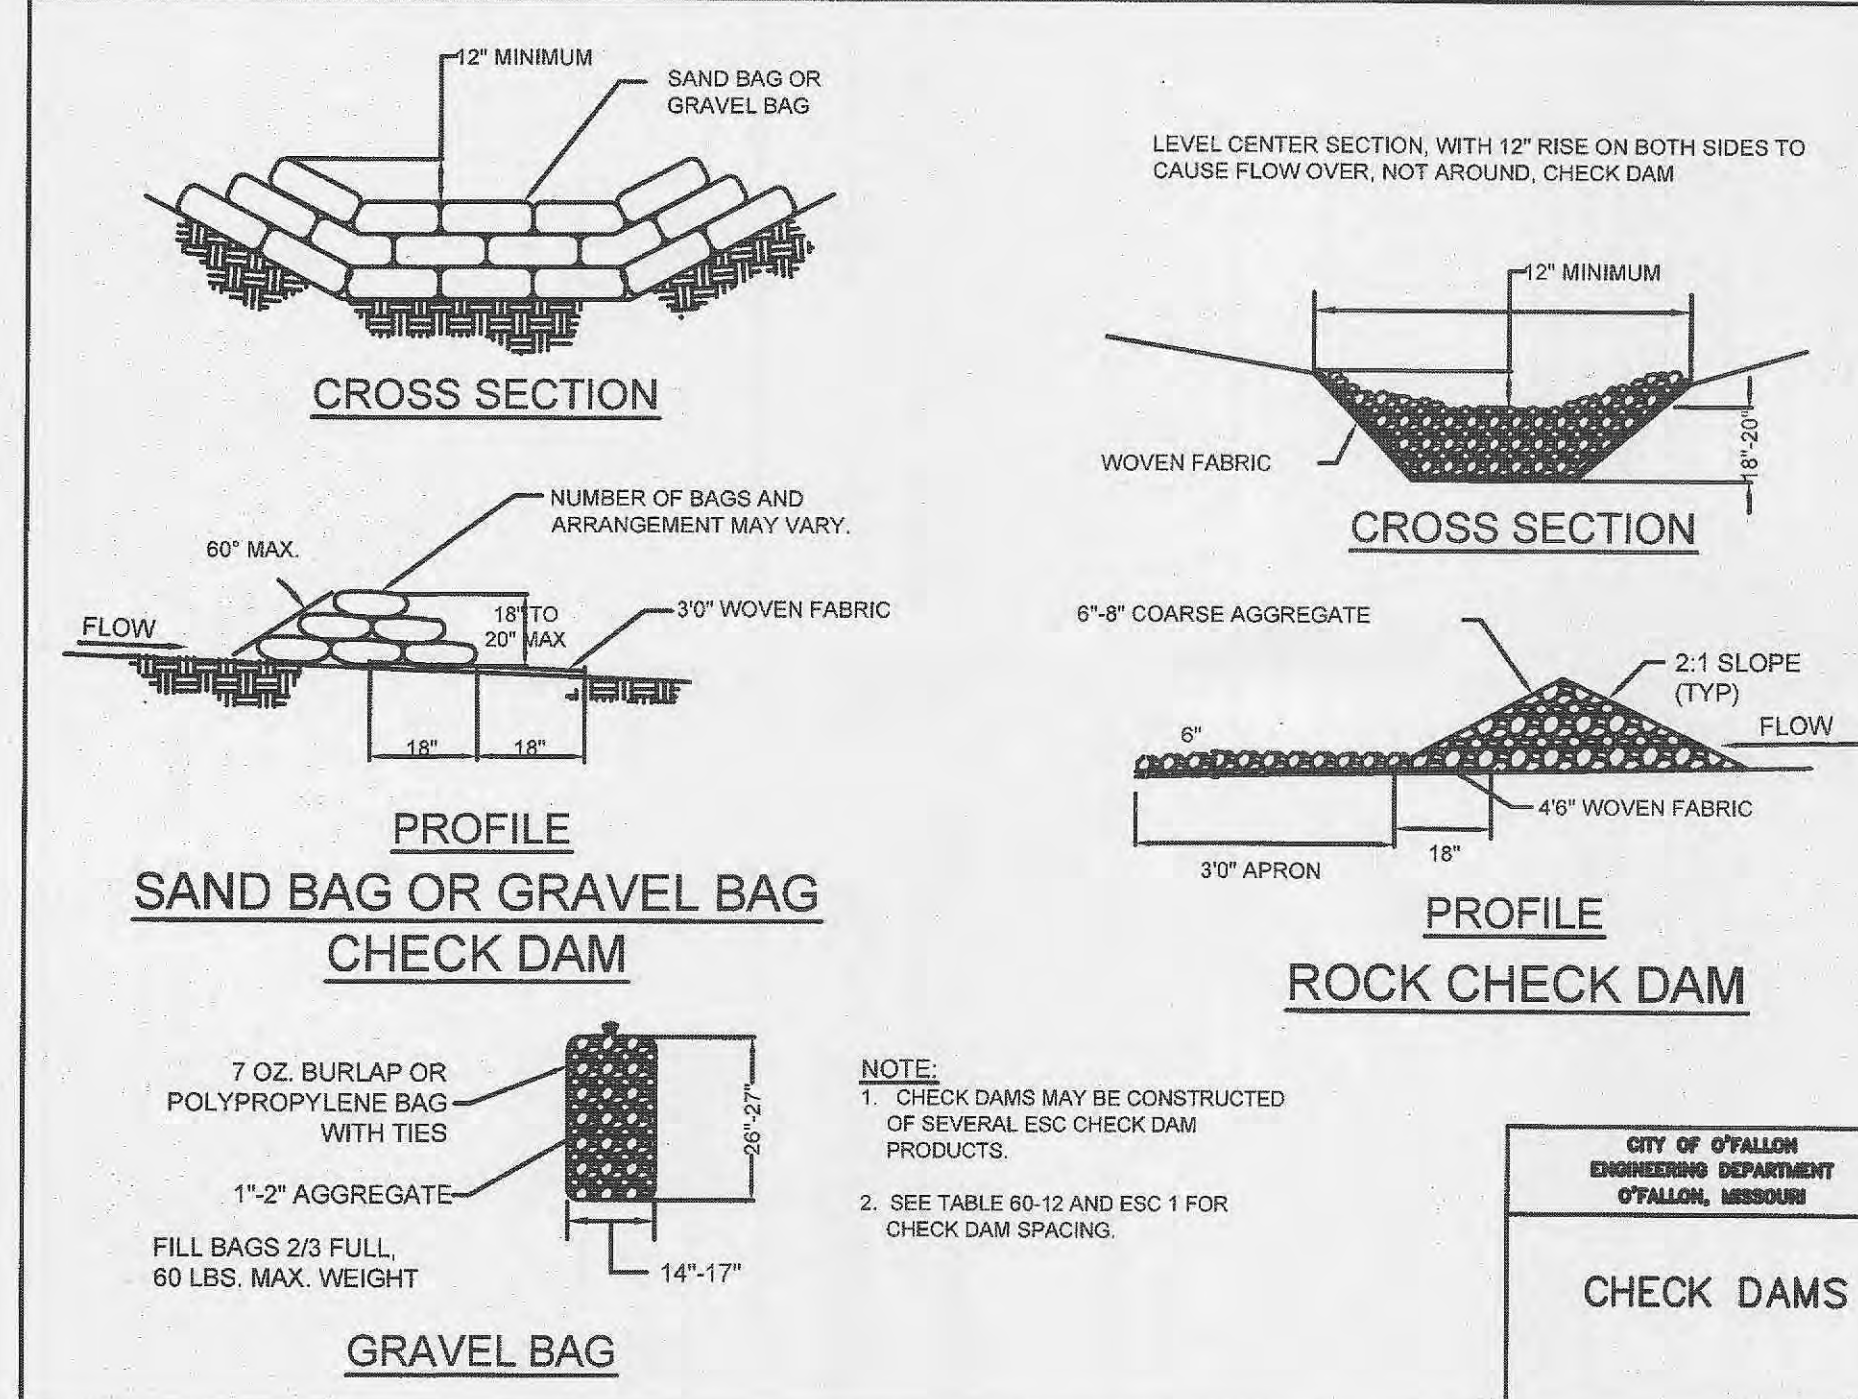 12" MINIMUM
SAND BAG OR
GRAVEL BAG
CROSS SECTION
NUMBER OF BAGS AND
ARRANGEMENT MAY VARY.
60° MAX.
FLOW
18" TO
20" MAX
3'0" WOVEN FABRIC
18"
18"
PROFILE
SAND BAG OR GRAVEL BAG
CHECK DAM
7 OZ. BURLAP OR
POLYPROPYLENE BAG
WITH TIES
1"-2" AGGREGATE
26"-27"
14"-17"
FILL BAGS 2/3 FULL,
60 LBS. MAX. WEIGHT
GRAVEL BAG
LEVEL CENTER SECTION, WITH 12" RISE ON BOTH SIDES TO
CAUSE FLOW OVER, NOT AROUND, CHECK DAM
12" MINIMUM
WOVEN FABRIC
18"-20"
CROSS SECTION
6"-8" COARSE AGGREGATE
2:1 SLOPE
(TYP)
FLOW
6"
4'6" WOVEN FABRIC
3'0" APRON
18"
PROFILE
ROCK CHECK DAM
NOTE:
1. CHECK DAMS MAY BE CONSTRUCTED
OF SEVERAL ESC CHECK DAM
PRODUCTS.
2. SEE TABLE 60-12 AND ESC 1 FOR
CHECK DAM SPACING.
CITY OF O'FALLON
ENGINEERING DEPARTMENT
O'FALLON, MISSOURI
CHECK DAMS